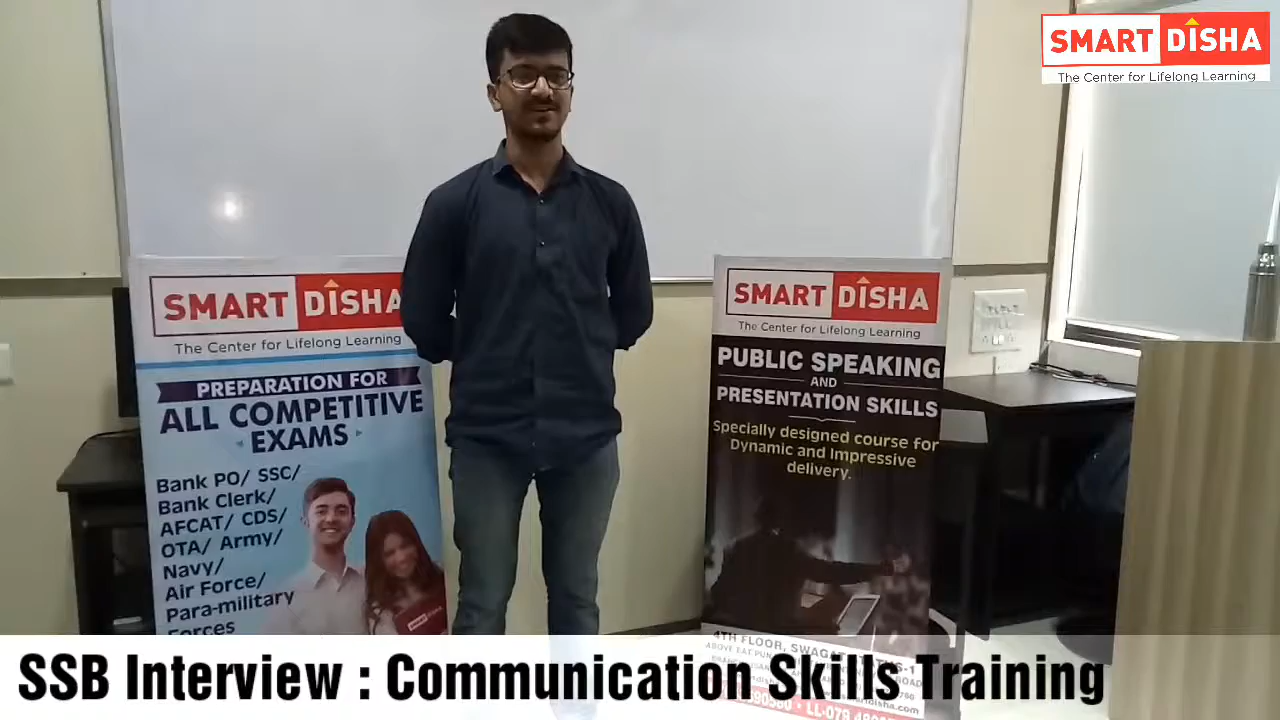 SMART DISHA
The Center for Lifelong Learning
SMART DISHA
The Center for Lifelong Learning
PREPARATION FOR
ALL COMPETITIVE
EXAMS
Bank PO/ SSC/
Bank Clerk/
AFCAT/ CDS/
OTA/ Army/
Navy/
Air Force/
Para-military
Forces
SMART DISHA
SMART DISHA
The Center for Lifelong Learning
PUBLIC SPEAKING
AND
PRESENTATION SKILLS
Specially designed course for
Dynamic and Impressive
delivery.
4TH FLOOR,
SSB Interview : Communication Skills Training